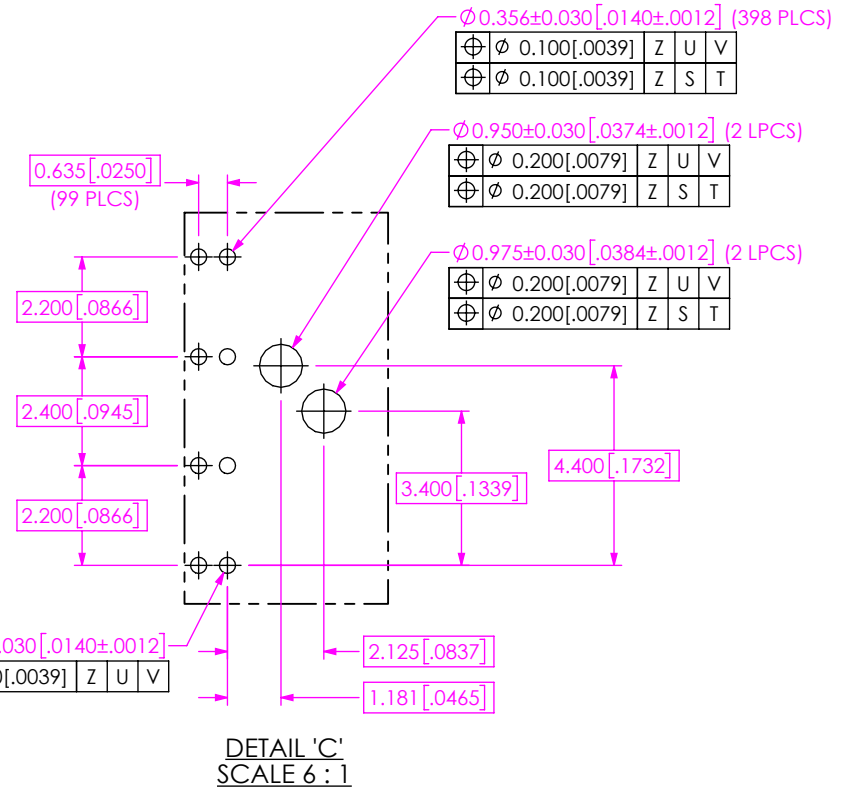 Ø0.356±0.030[.0140±.0012] (398 PLCS)
⌖ Ø 0.100[.0039] Z U V
⌖ Ø 0.100[.0039] Z S T
Ø0.950±0.030[.0374±.0012] (2 LPCS)
⌖ Ø 0.200[.0079] Z U V
⌖ Ø 0.200[.0079] Z S T
0.635[.0250]
(99 PLCS)
Ø0.975±0.030[.0384±.0012] (2 LPCS)
⌖ Ø 0.200[.0079] Z U V
⌖ Ø 0.200[.0079] Z S T
2.200[.0866]
2.400[.0945]
4.400[.1732]
3.400[.1339]
2.200[.0866]
.030[.0140±.0012]
[.0039] Z U V
2.125[.0837]
1.181[.0465]
DETAIL 'C'
SCALE 6 : 1